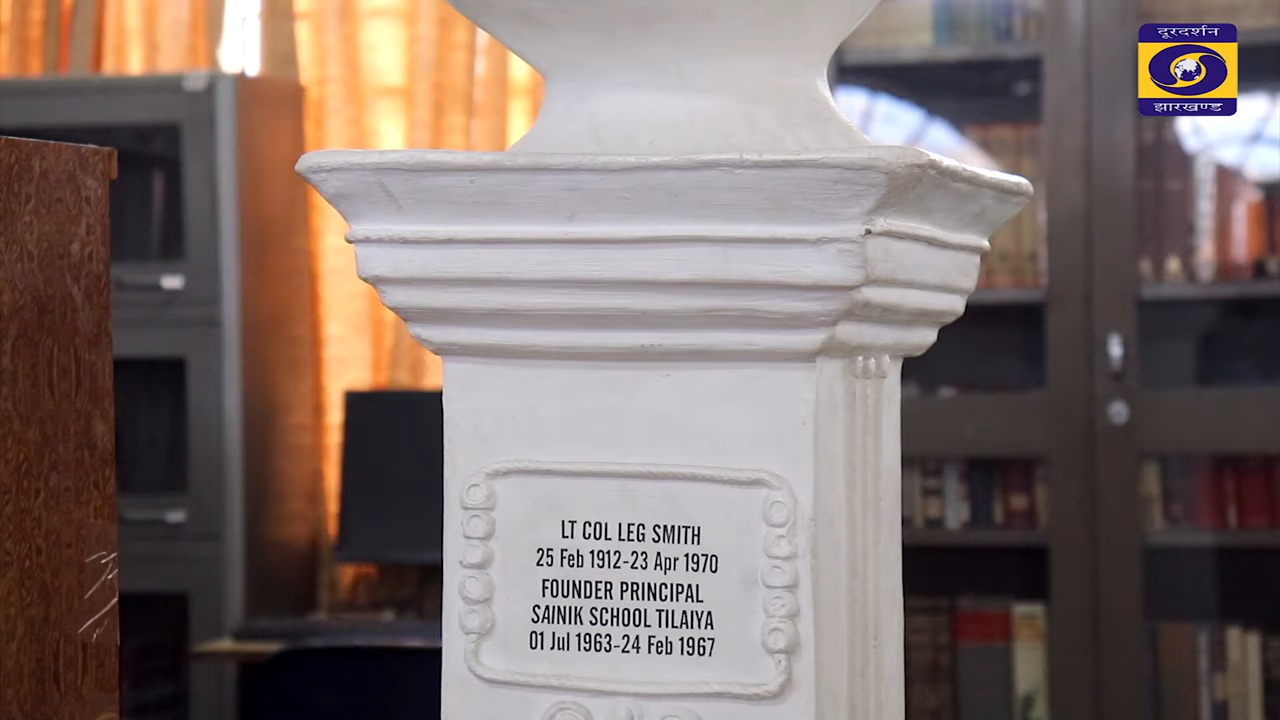 दूरदर्शन
झारखण्ड
LT COL LEG SMITH
25 Feb 1912-23 Apr 1970
FOUNDER PRINCIPAL
SAINIK SCHOOL TILAIYA
01 Jul 1963-24 Feb 1967